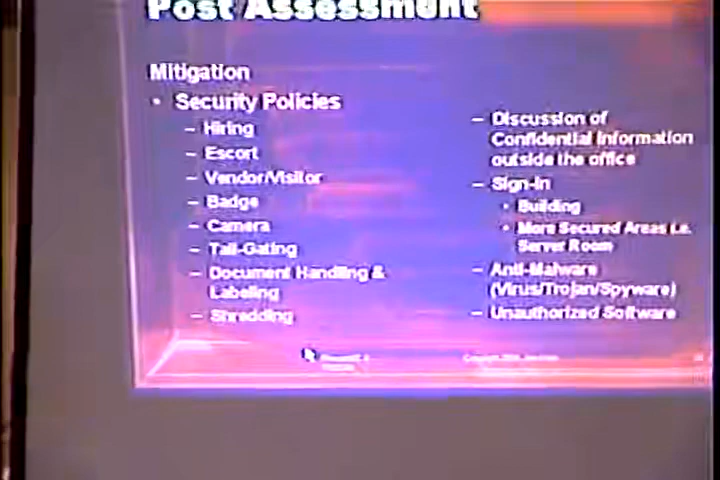 Post Assessment
Mitigation
• Security Policies
– Hiring
– Escort
– Vendor/Visitor
– Badge
– Camera
– Tail-Gating
– Document Handling &
Labeling
– Shredding
– Discussion of
Confidential Information
outside the office
– Sign-In
• Building
• More Secured Areas i.e.
Server Room
– Anti-Malware
(Virus/Trojan/Spyware)
– Unauthorized Software